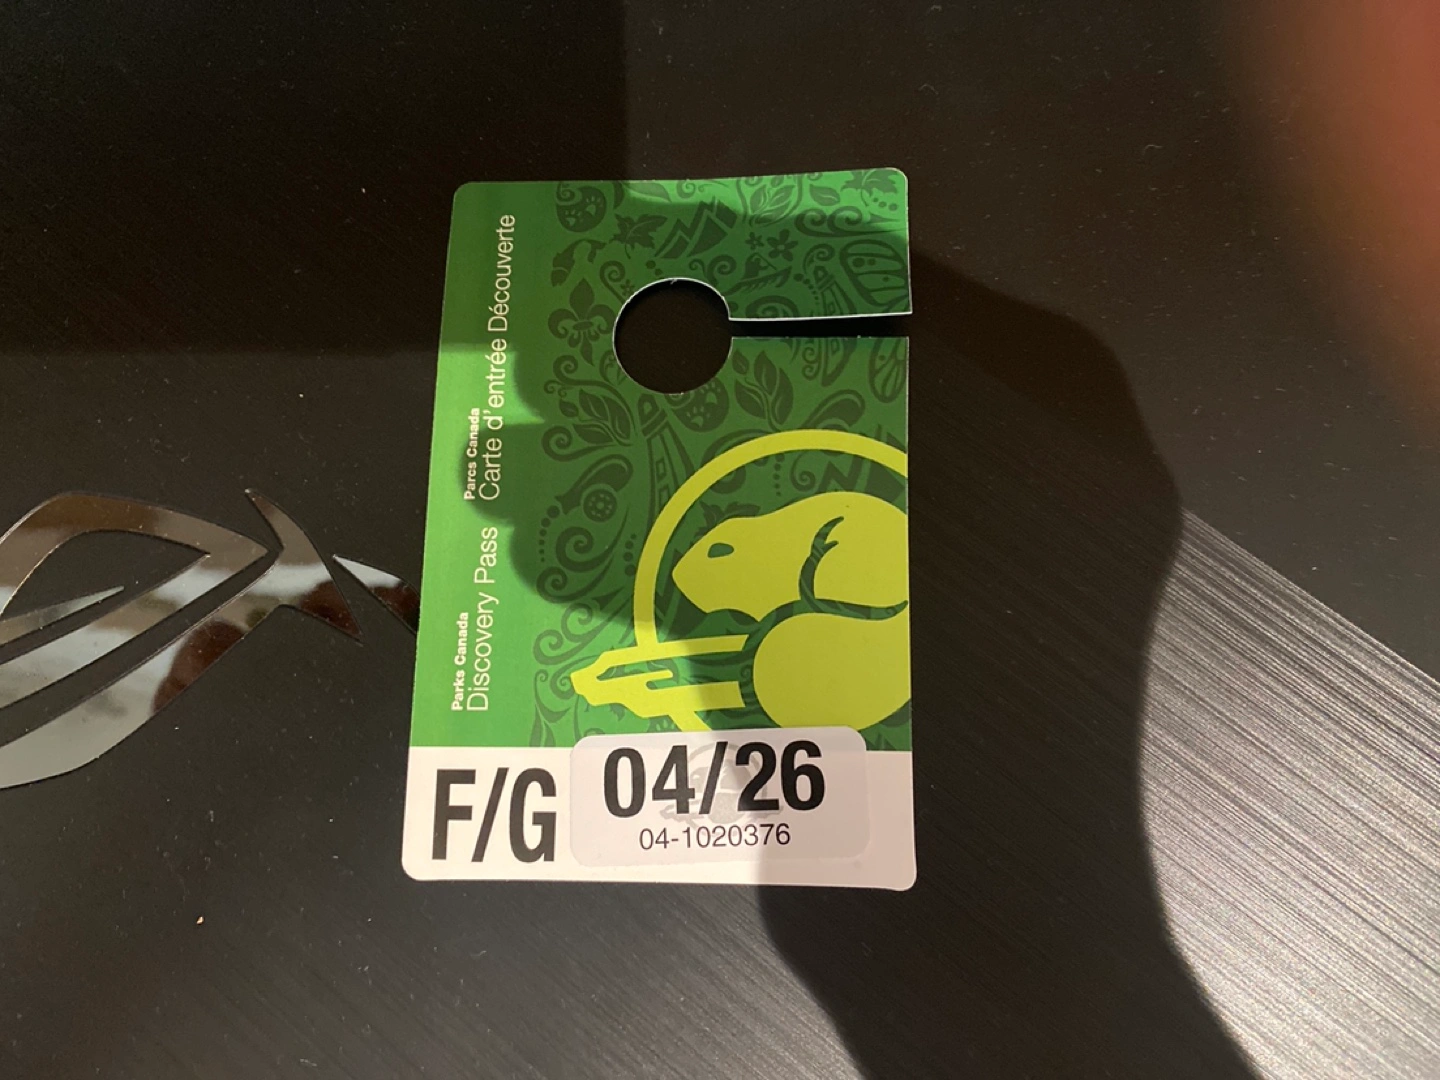 Parks Canada
Discovery Pass
Parcs Canada
Carte d'entrée Découverte
F/G
04/26
04-1020376